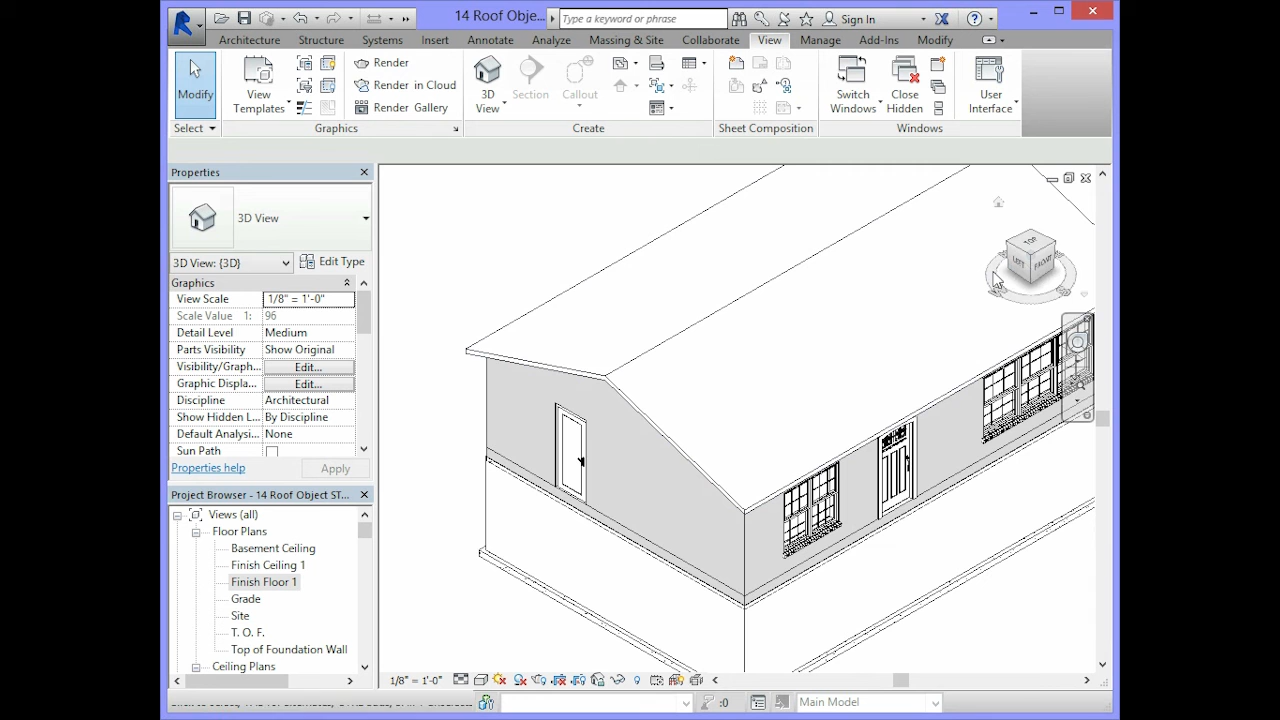 14 Roof Obje...
Type a keyword or phrase
Sign In
Architecture
Structure
Systems
Insert
Annotate
Analyze
Massing & Site
Collaborate
View
Manage
Add-Ins
Modify
Modify
View
Templates
Render
Render in Cloud
Render Gallery
3D
View
Section
Callout
Switch
Windows
Close
Hidden
User
Interface
Select
Graphics
Create
Sheet Composition
Windows
Properties
3D View
3D View: {3D}
Edit Type
Graphics
View Scale 1/8" = 1'-0"
Scale Value 1: 96
Detail Level Medium
Parts Visibility Show Original
Visibility/Graph... Edit...
Graphic Displa... Edit...
Discipline Architectural
Show Hidden L... By Discipline
Default Analysi... None
Sun Path
Properties help
Apply
Project Browser - 14 Roof Object ST...
Views (all)
Floor Plans
Basement Ceiling
Finish Ceiling 1
Finish Floor 1
Grade
Site
T. O. F.
Top of Foundation Wall
Ceiling Plans
TOP
LEFT
FRONT
1/8" = 1'-0"
:0
Main Model